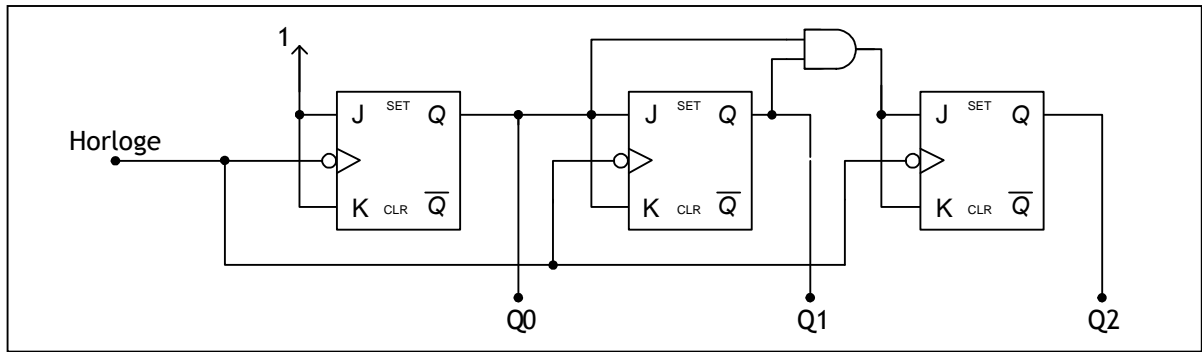 1
Horloge
J SET Q
K CLR Q
J SET Q
K CLR Q
J SET Q
K CLR Q
Q0
Q1
Q2